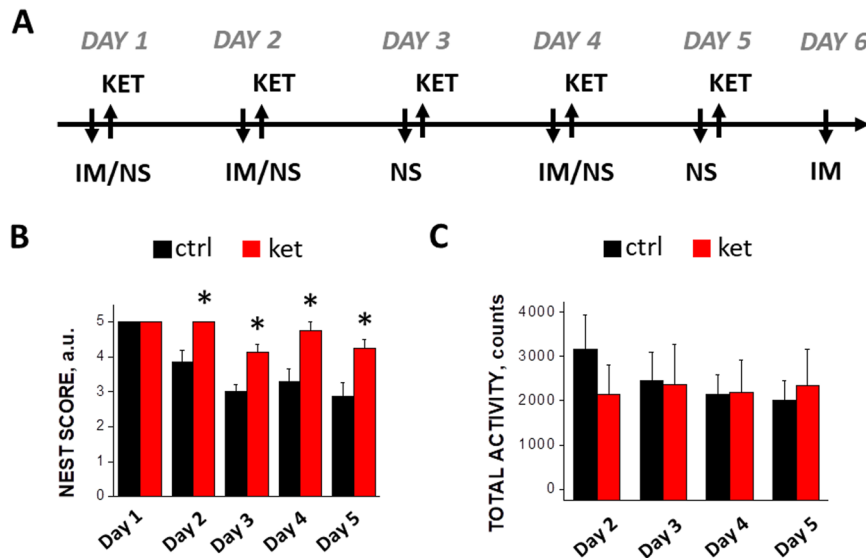 A
DAY 1 DAY 2 DAY 3 DAY 4 DAY 5 DAY 6
KET KET KET KET KET
IM/NS IM/NS NS IM/NS NS IM
B
ctrl ket
NEST SCORE, a.u.
5
4
3
2
1
0
* * * *
Day 1 Day 2 Day 3 Day 4 Day 5
C
ctrl ket
TOTAL ACTIVITY, counts
4000
3000
2000
1000
0
Day 2 Day 3 Day 4 Day 5